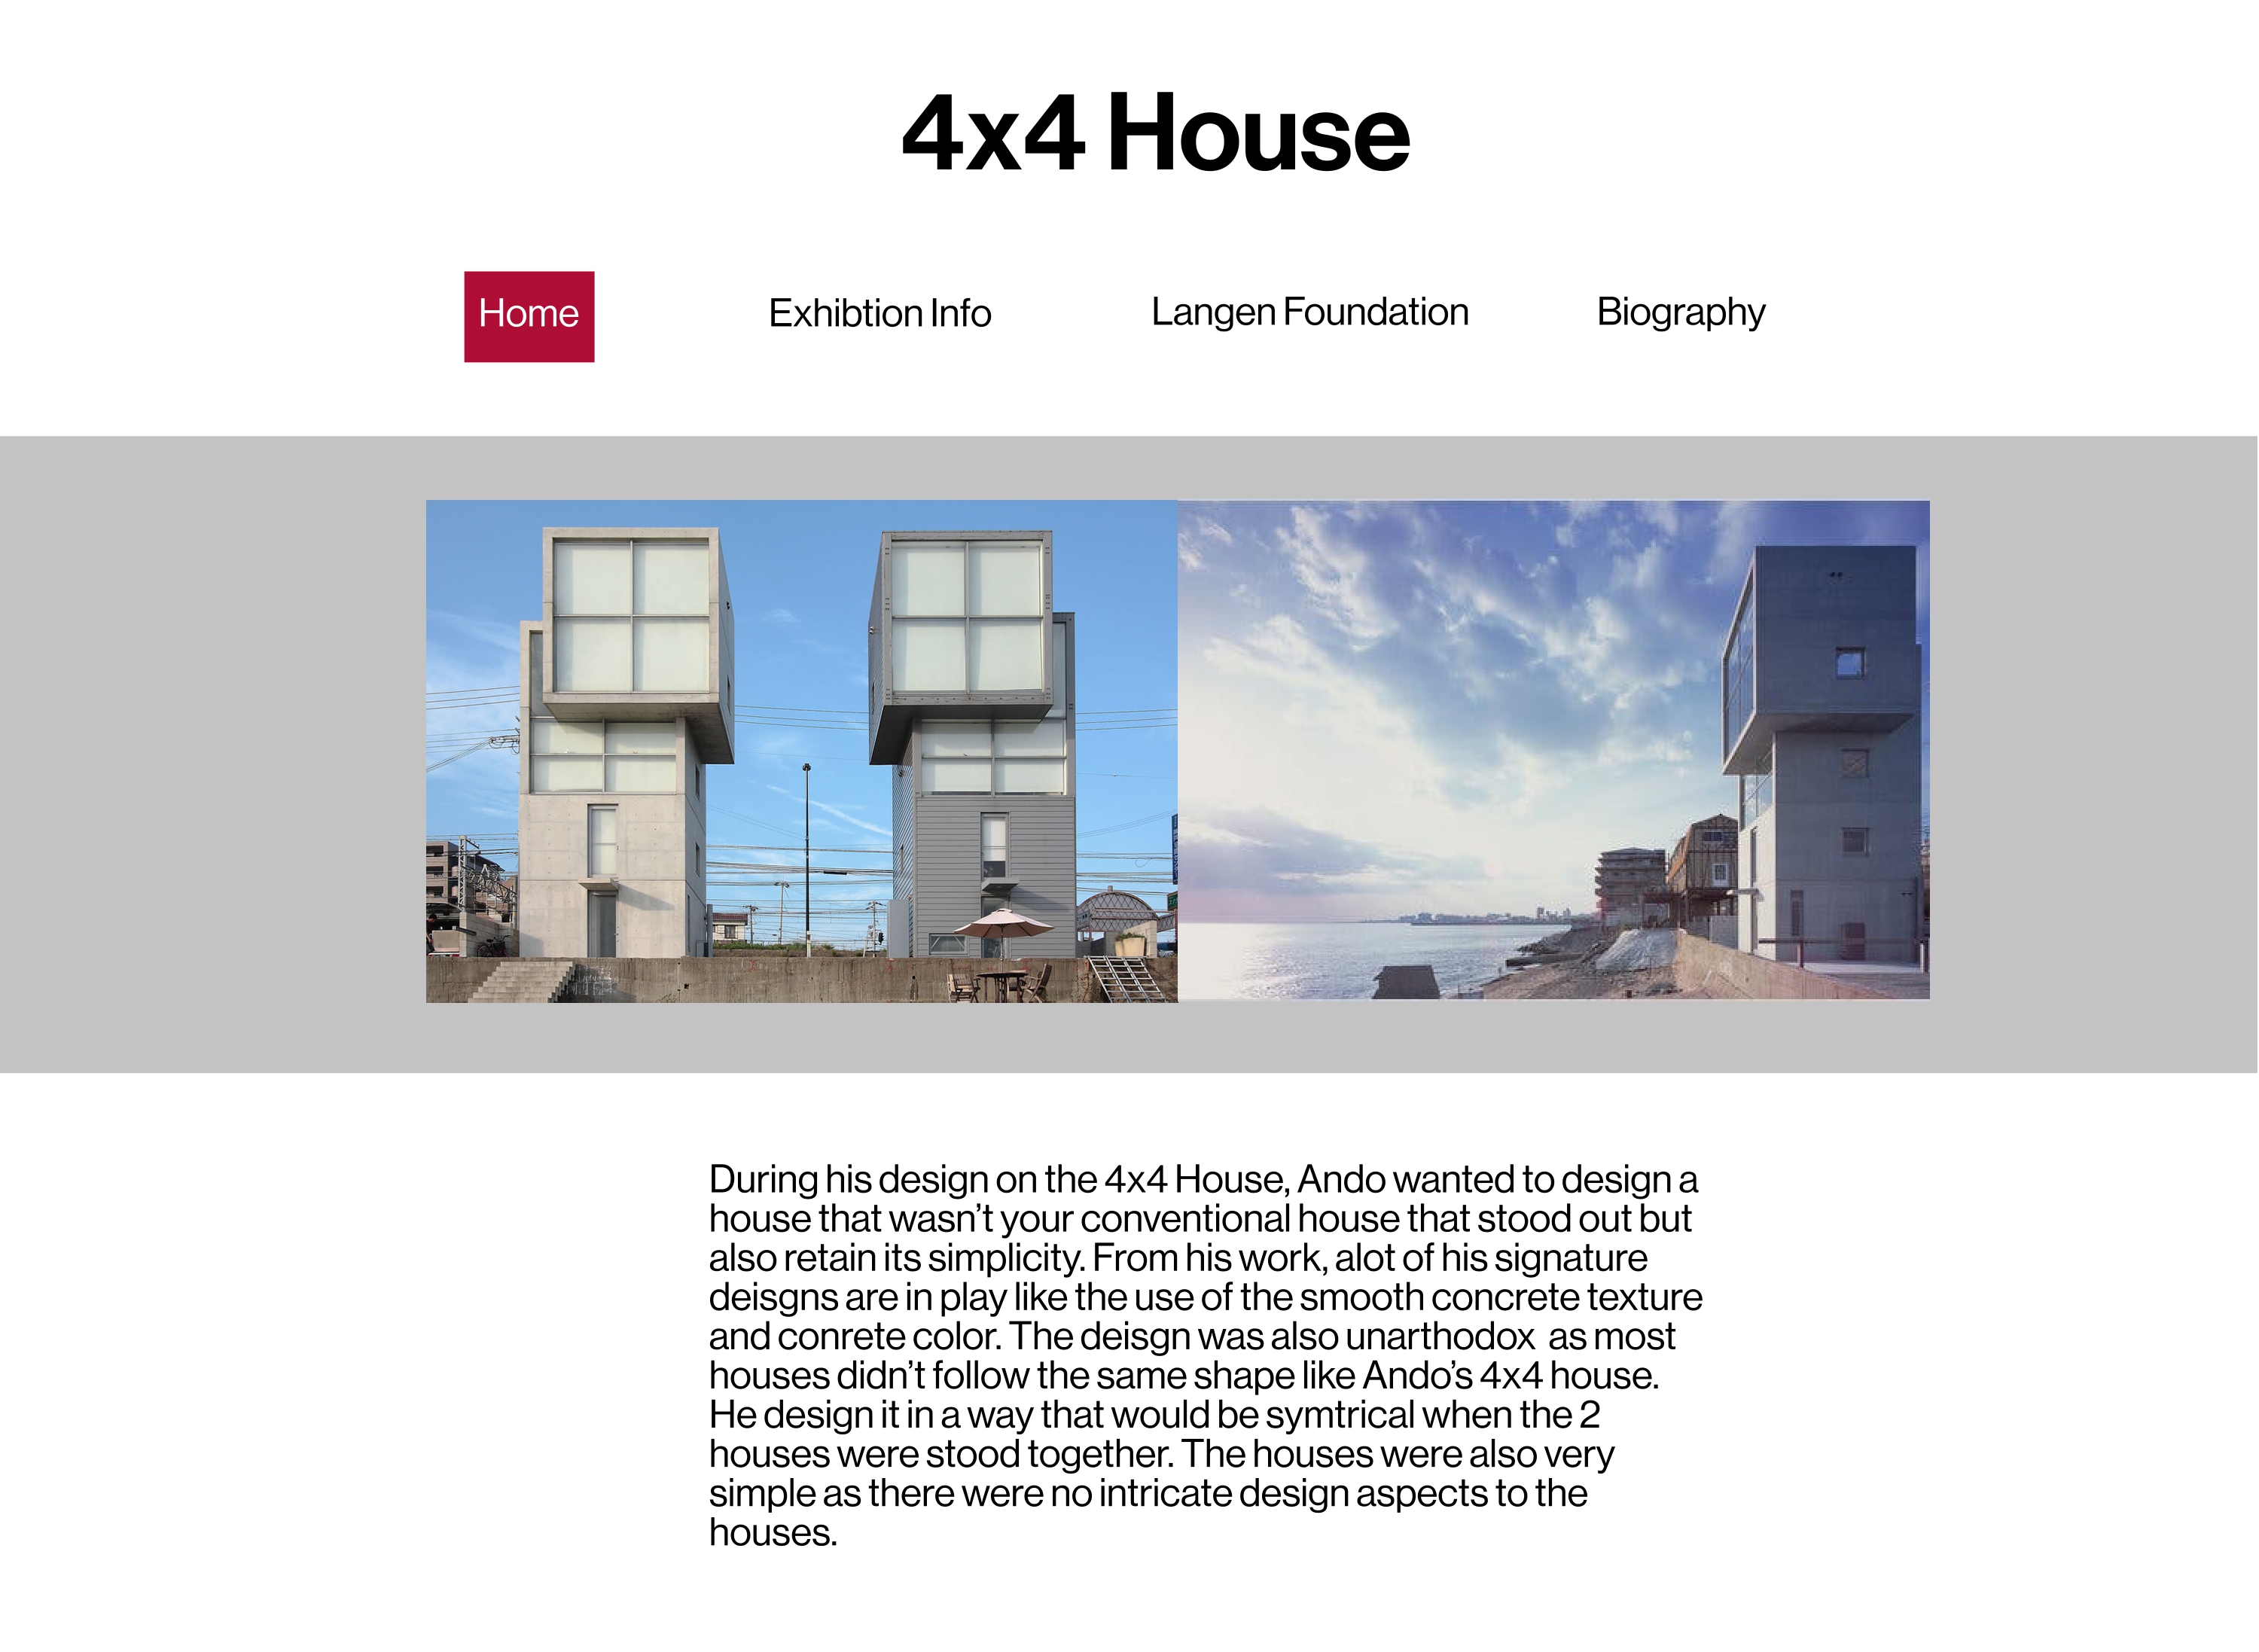 4x4 House
Home
Exhibtion Info
Langen Foundation
Biography
During his design on the 4x4 House, Ando wanted to design a
house that wasn’t your conventional house that stood out but
also retain its simplicity. From his work, alot of his signature
deisgns are in play like the use of the smooth concrete texture
and conrete color. The deisgn was also unarthodox  as most
houses didn’t follow the same shape like Ando’s 4x4 house.
He design it in a way that would be symtrical when the 2
houses were stood together. The houses were also very
simple as there were no intricate design aspects to the
houses.